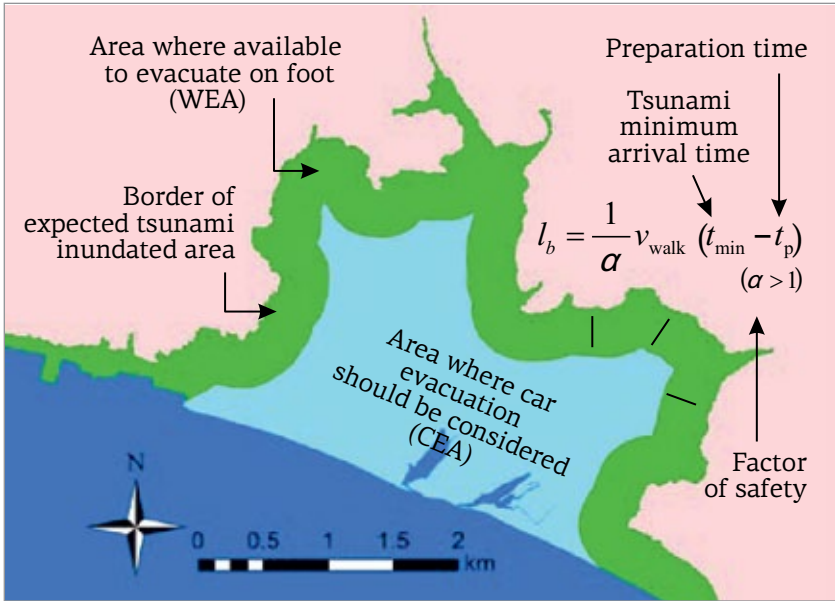 Area where available
to evacuate on foot
(WEA)
Preparation time
Tsunami
minimum
arrival time
Border of
expected tsunami
inundated area
l_b = 1/α v_walk (t_min − t_p)
(α > 1)
Area where car
evacuation
should be considered
(CEA)
Factor
of safety
N
0 0.5 1 1.5 2
km